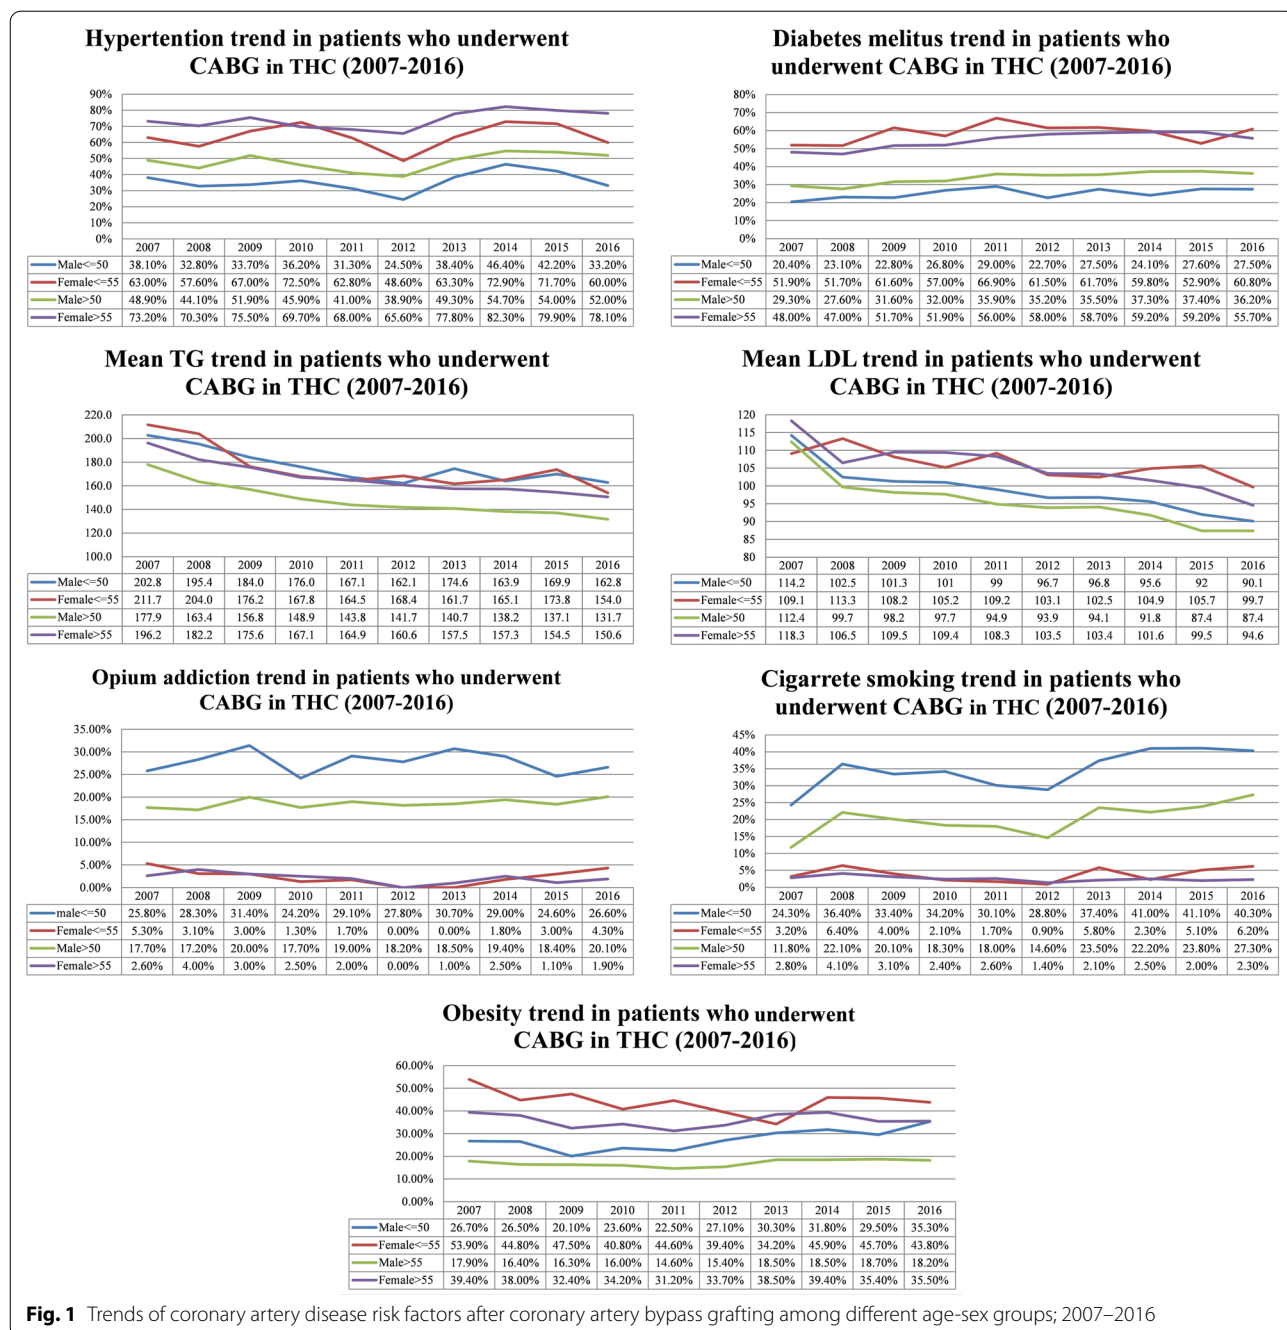 Hypertention trend in patients who underwent
CABG in THC (2007-2016)
90%
80%
70%
60%
50%
40%
30%
20%
10%
0%
2007 2008 2009 2010 2011 2012 2013 2014 2015 2016
Male<=50 38.10% 32.80% 33.70% 36.20% 31.30% 24.50% 38.40% 46.40% 42.20% 33.20%
Female<=55 63.00% 57.60% 67.00% 72.50% 62.80% 48.60% 63.30% 72.90% 71.70% 60.00%
Male>50 48.90% 44.10% 51.90% 45.90% 41.00% 38.90% 49.30% 54.70% 54.00% 52.00%
Female>55 73.20% 70.30% 75.50% 69.70% 68.00% 65.60% 77.80% 82.30% 79.90% 78.10%
Diabetes melitus trend in patients who
underwent CABG in THC (2007-2016)
80%
70%
60%
50%
40%
30%
20%
10%
0%
2007 2008 2009 2010 2011 2012 2013 2014 2015 2016
Male<=50 20.40% 23.10% 22.80% 26.80% 29.00% 22.70% 27.50% 24.10% 27.60% 27.50%
Female<=55 51.90% 51.70% 61.60% 57.00% 66.90% 61.50% 61.70% 59.80% 52.90% 60.80%
Male>50 29.30% 27.60% 31.60% 32.00% 35.90% 35.20% 35.50% 37.30% 37.40% 36.20%
Female>55 48.00% 47.00% 51.70% 51.90% 56.00% 58.00% 58.70% 59.20% 59.20% 55.70%
Mean TG trend in patients who underwent
CABG in THC (2007-2016)
220.0
200.0
180.0
160.0
140.0
120.0
100.0
2007 2008 2009 2010 2011 2012 2013 2014 2015 2016
Male<=50 202.8 195.4 184.0 176.0 167.1 162.1 174.6 163.9 169.9 162.8
Female<=55 211.7 204.0 176.2 167.8 164.5 168.4 161.7 165.1 173.8 154.0
Male>50 177.9 163.4 156.8 148.9 143.8 141.7 140.7 138.2 137.1 131.7
Female>55 196.2 182.2 175.6 167.1 164.9 160.6 157.5 157.3 154.5 150.6
Mean LDL trend in patients who underwent
CABG in THC (2007-2016)
120
115
110
105
100
95
90
85
80
2007 2008 2009 2010 2011 2012 2013 2014 2015 2016
Male<=50 114.2 102.5 101.3 101 99 96.7 96.8 95.6 92 90.1
Female<=55 109.1 113.3 108.2 105.2 109.2 103.1 102.5 104.9 105.7 99.7
Male>50 112.4 99.7 98.2 97.7 94.9 93.9 94.1 91.8 87.4 87.4
Female>55 118.3 106.5 109.5 109.4 108.3 103.5 103.4 101.6 99.5 94.6
Opium addiction trend in patients who underwent
CABG in THC (2007-2016)
35.00%
30.00%
25.00%
20.00%
15.00%
10.00%
5.00%
0.00%
2007 2008 2009 2010 2011 2012 2013 2014 2015 2016
male<=50 25.80% 28.30% 31.40% 24.20% 29.10% 27.80% 30.70% 29.00% 24.60% 26.60%
Female<=55 5.30% 3.10% 3.00% 1.30% 1.70% 0.00% 0.00% 1.80% 3.00% 4.30%
Male>50 17.70% 17.20% 20.00% 17.70% 19.00% 18.20% 18.50% 19.40% 18.40% 20.10%
Female>55 2.60% 4.00% 3.00% 2.50% 2.00% 0.00% 1.00% 2.50% 1.10% 1.90%
Cigarrete smoking trend in patients who
underwent CABG in THC (2007-2016)
45%
40%
35%
30%
25%
20%
15%
10%
5%
0%
2007 2008 2009 2010 2011 2012 2013 2014 2015 2016
Male<=50 24.30% 36.40% 33.40% 34.20% 30.10% 28.80% 37.40% 41.00% 41.10% 40.30%
Female<=55 3.20% 6.40% 4.00% 2.10% 1.70% 0.90% 5.80% 2.30% 5.10% 6.20%
Male>50 11.80% 22.10% 20.10% 18.30% 18.00% 14.60% 23.50% 22.20% 23.80% 27.30%
Female>55 2.80% 4.10% 3.10% 2.40% 2.60% 1.40% 2.10% 2.50% 2.00% 2.30%
Obesity trend in patients who underwent
CABG in THC (2007-2016)
60.00%
50.00%
40.00%
30.00%
20.00%
10.00%
0.00%
2007 2008 2009 2010 2011 2012 2013 2014 2015 2016
Male<=50 26.70% 26.50% 20.10% 23.60% 22.50% 27.10% 30.30% 31.80% 29.50% 35.30%
Female<=55 53.90% 44.80% 47.50% 40.80% 44.60% 39.40% 34.20% 45.90% 45.70% 43.80%
Male>55 17.90% 16.40% 16.30% 16.00% 14.60% 15.40% 18.50% 18.50% 18.70% 18.20%
Female>55 39.40% 38.00% 32.40% 34.20% 31.20% 33.70% 38.50% 39.40% 35.40% 35.50%
Fig. 1 Trends of coronary artery disease risk factors after coronary artery bypass grafting among different age-sex groups; 2007–2016